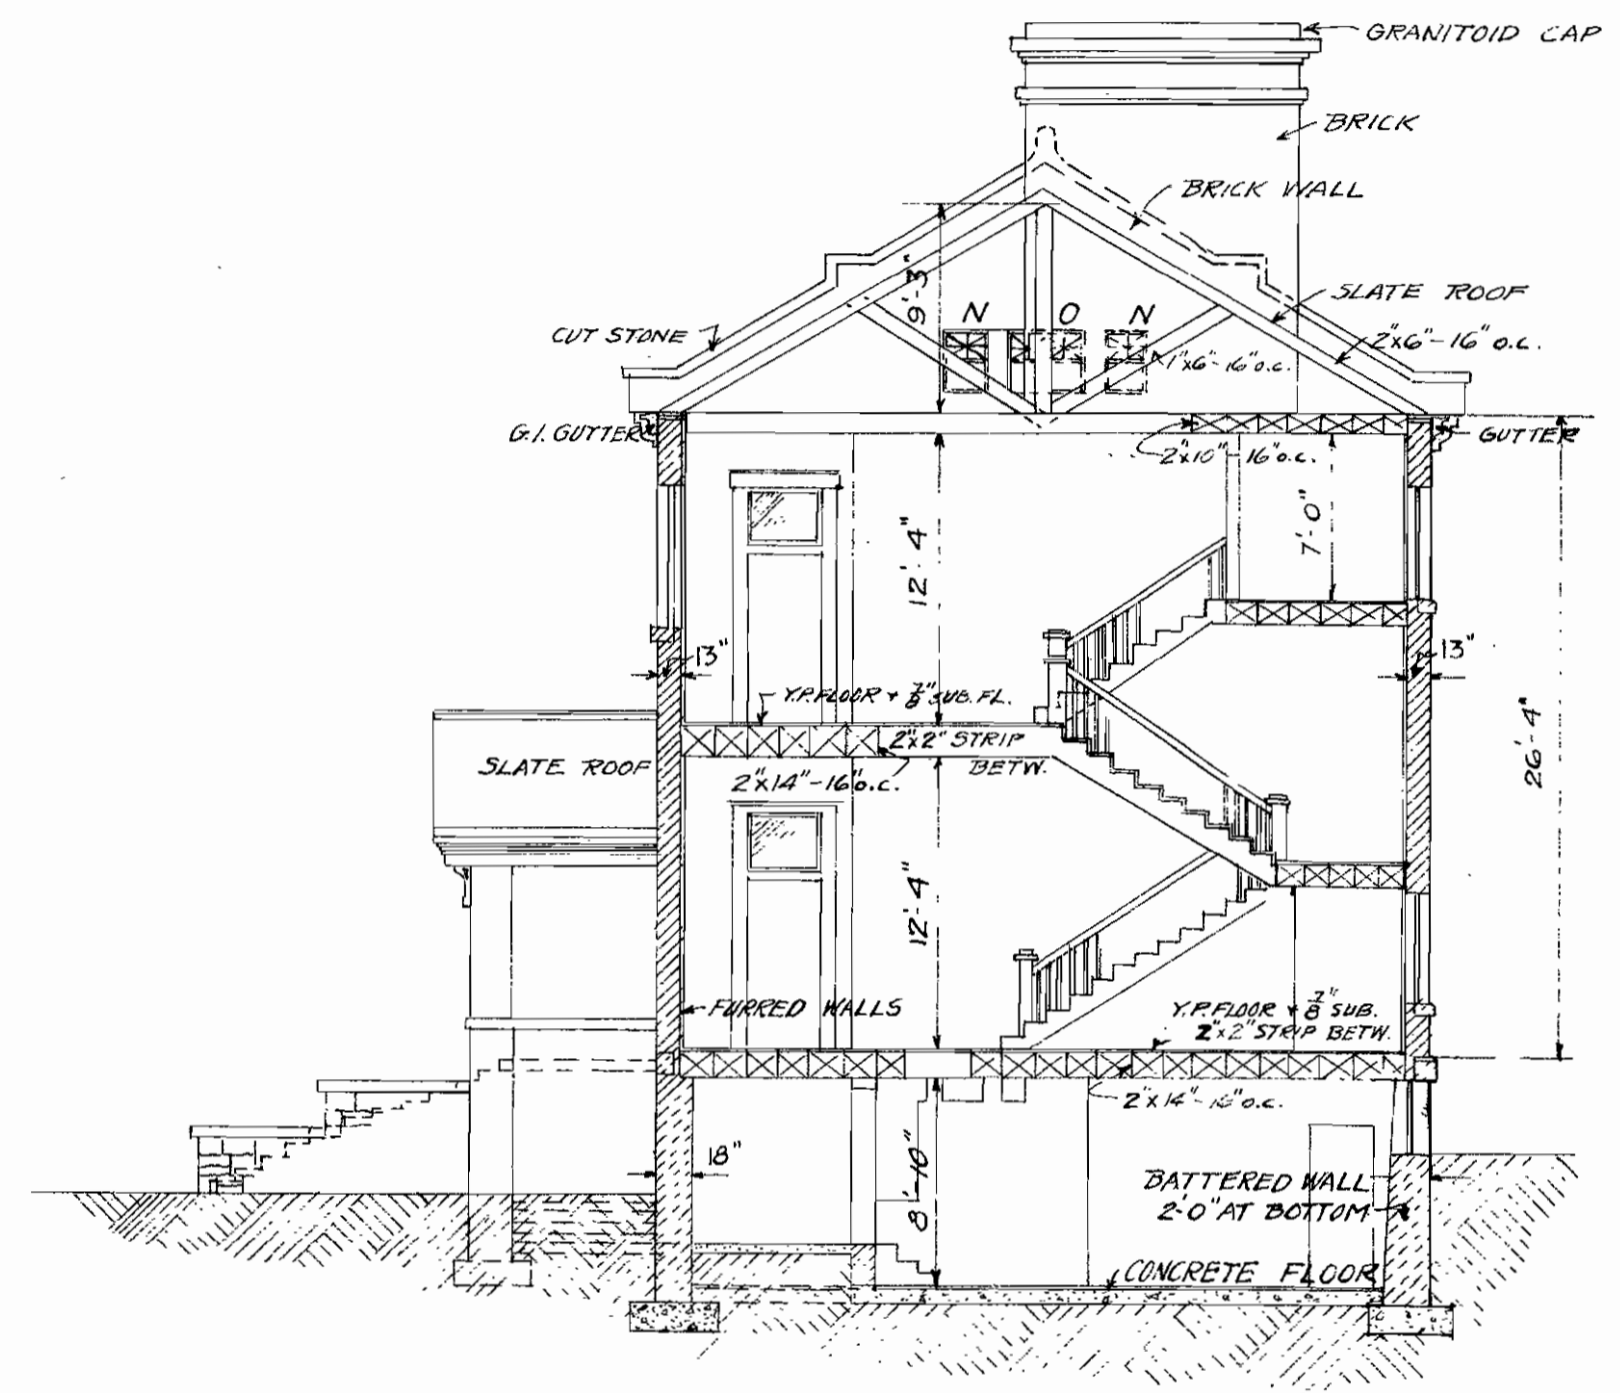 GRANITOID CAP
BRICK
BRICK WALL
9'-3"
SLATE ROOF
N O N
CUT STONE
2"x6"-16"o.c.
1"x6"-16"o.c.
G.I. GUTTER
GUTTER
2"x10"-16"o.c.
12'-4"
7'-0"
13"
13"
Y.P. FLOOR + 7/8" SUB. FL.
26'-4"
2"x2" STRIP
BETW.
SLATE ROOF
2"x14"-16"o.c.
12'-4"
FURRED WALLS
Y.P. FLOOR + 7/8" SUB.
2"x2" STRIP BETW.
2"x14"-16"o.c.
18"
8'-10"
BATTERED WALL
2'-0" AT BOTTOM
CONCRETE FLOOR